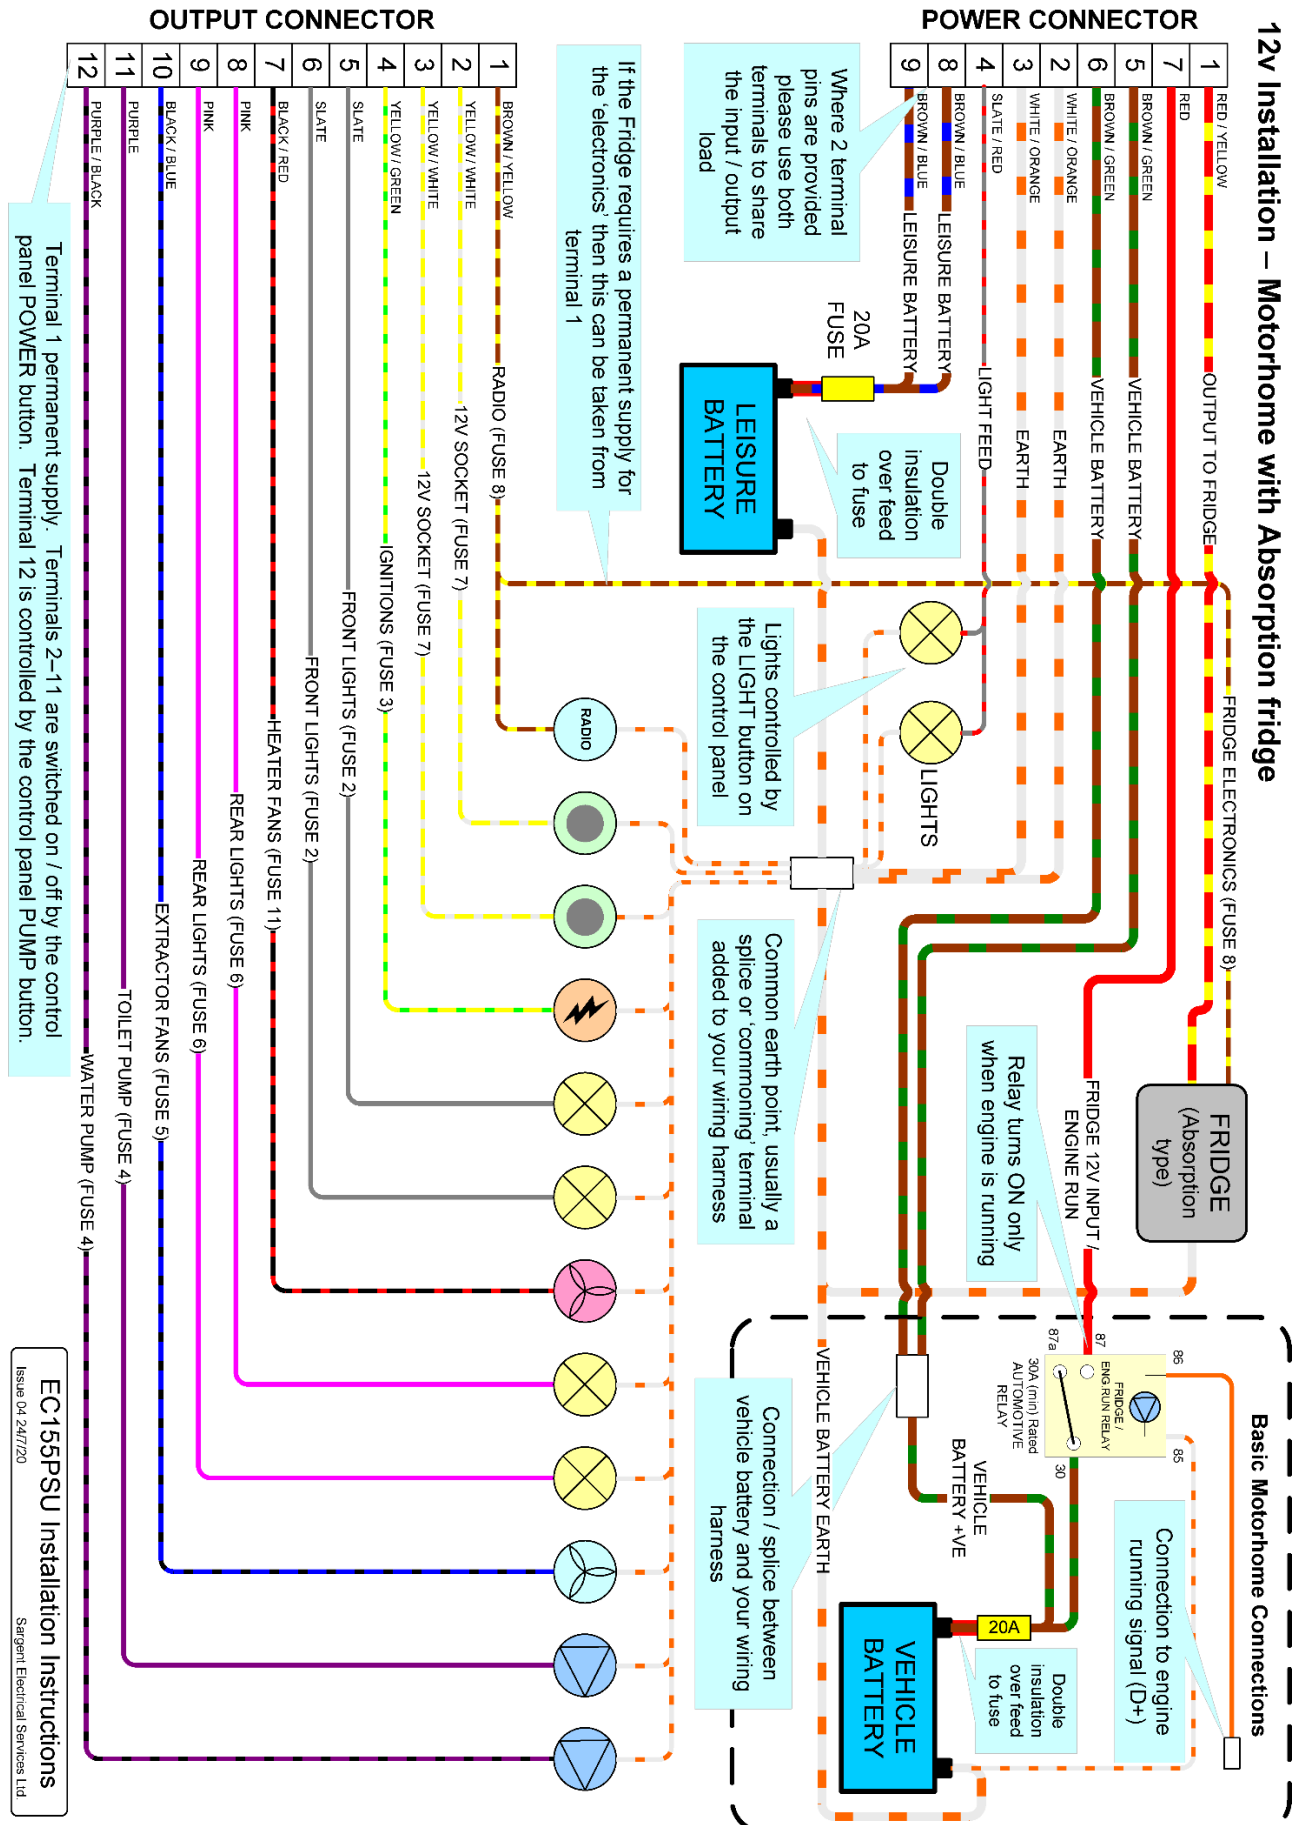 12v Installation – Motorhome with Absorption fridge
POWER CONNECTOR
1
7
5
6
2
3
4
8
9
RED / YELLOW
RED
BROWN / GREEN
BROWN / GREEN
WHITE / ORANGE
WHITE / ORANGE
SLATE / RED
BROWN / BLUE
BROWN / BLUE
OUTPUT TO FRIDGE
VEHICLE BATTERY
VEHICLE BATTERY
EARTH
EARTH
LIGHT FEED
LEISURE BATTERY
LEISURE BATTERY
Where 2 terminal
pins are provided
please use both
terminals to share
the input / output
load
20A
FUSE
LEISURE
BATTERY
Double
insulation
over feed
to fuse
LIGHTS
Lights controlled by
the LIGHT button on
the control panel
FRIDGE ELECTRONICS (FUSE 8)
FRIDGE
(Absorption
type)
FRIDGE 12V INPUT /
ENGINE RUN
Relay turns ON only
when engine is running
Common earth point, usually a
splice or ‘commoning’ terminal
added to your wiring harness
Basic Motorhome Connections
86
85
87
87a
30
FRIDGE /
ENG.RUN RELAY
30A (min) Rated
AUTOMOTIVE
RELAY
Connection to engine
running signal (D+)
VEHICLE
BATTERY +VE
20A
Double
insulation
over feed
to fuse
VEHICLE
BATTERY
VEHICLE BATTERY EARTH
Connection / splice between
vehicle battery and your wiring
harness
If the Fridge requires a permanent supply for
the ‘electronics’ then this can be taken from
terminal 1
OUTPUT CONNECTOR
1
2
3
4
5
6
7
8
9
10
11
12
BROWN / YELLOW
YELLOW / WHITE
YELLOW / WHITE
YELLOW / GREEN
SLATE
SLATE
BLACK / RED
PINK
PINK
BLACK / BLUE
PURPLE
PURPLE / BLACK
RADIO (FUSE 8)
12V SOCKET (FUSE 7)
12V SOCKET (FUSE 7)
IGNITIONS (FUSE 3)
FRONT LIGHTS (FUSE 2)
FRONT LIGHTS (FUSE 2)
HEATER FANS (FUSE 11)
REAR LIGHTS (FUSE 6)
REAR LIGHTS (FUSE 6)
EXTRACTOR FANS (FUSE 5)
TOILET PUMP (FUSE 4)
WATER PUMP (FUSE 4)
RADIO
Terminal 1 permanent supply. Terminals 2–11 are switched on / off by the control
panel POWER button. Terminal 12 is controlled by the control panel PUMP button.
EC155PSU Installation Instructions
Issue 04 24/7/20
Sargent Electrical Services Ltd.